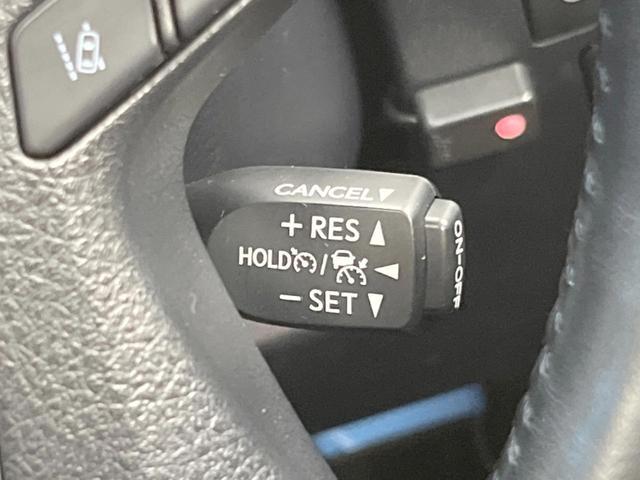 CANCEL▼
+ RES ▲
HOLD / ◀
− SET ▼
ON-OFF